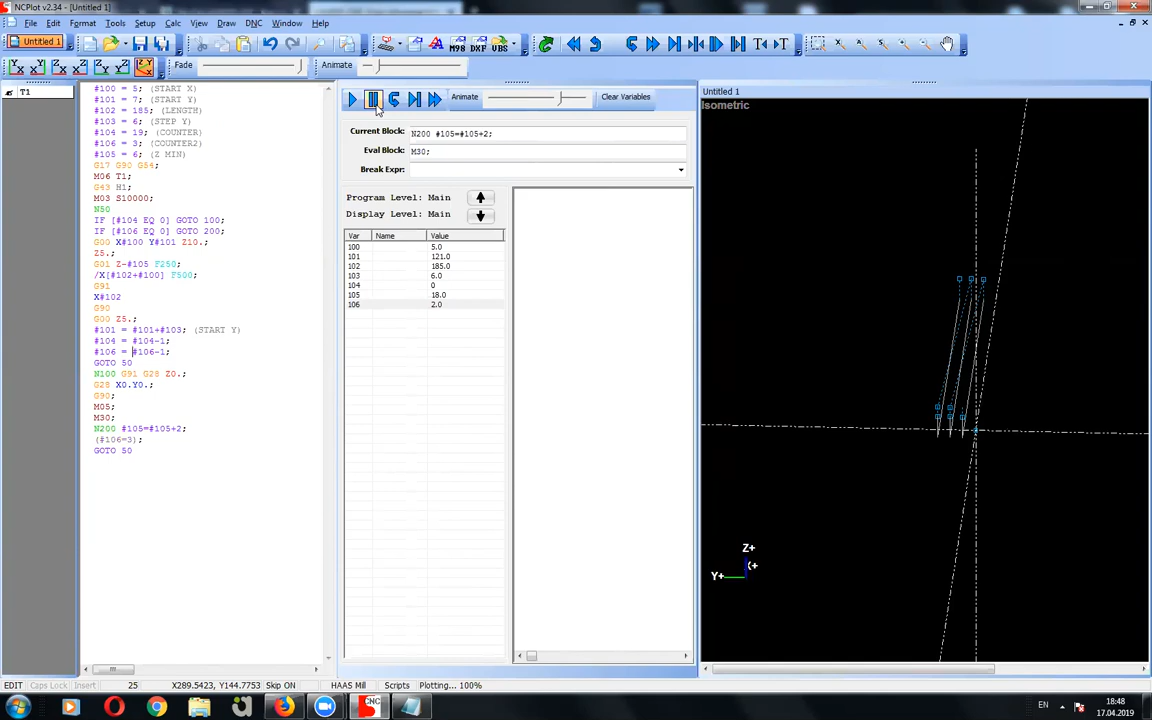 NCPlot v2.34 - [Untitled 1]
File Edit Format Tools Setup Calc View Draw DNC Window Help
Untitled 1
M98 DXF VBS
Fade
Animate
T1
#100 = 5; (START X)
#101 = 7; (START Y)
#102 = 185; (LENGTH)
#103 = 6; (STEP Y)
#104 = 19; (COUNTER)
#106 = 3; (COUNTER2)
#105 = 6; (Z MIN)
G17 G90 G54;
M06 T1;
G43 H1;
M03 S10000;
N50
IF [#104 EQ 0] GOTO 100;
IF [#106 EQ 0] GOTO 200;
G00 X#100 Y#101 Z10.;
Z5.;
G01 Z-#105 F250;
/X[#102+#100] F500;
G91
X#102
G90
G00 Z5.;
#101 = #101+#103; (START Y)
#104 = #104-1;
#106 = #106-1;
GOTO 50
N100 G91 G28 Z0.;
G28 X0.Y0.;
G90;
M05;
M30;
N200 #105=#105+2;
(#106=3);
GOTO 50
Animate
Clear Variables
Current Block: N200 #105=#105+2;
Eval Block: M30;
Break Expr:
Program Level: Main
Display Level: Main
Var Name Value
100 5.0
101 121.0
102 185.0
103 6.0
104 0
105 18.0
106 2.0
Untitled 1
Isometric
Z+
X+
Y+
EDIT Caps Lock Insert 25 X289.5423, Y144.7753 Skip ON HAAS Mill Scripts Plotting... 100%
EN
18:48
17.04.2019